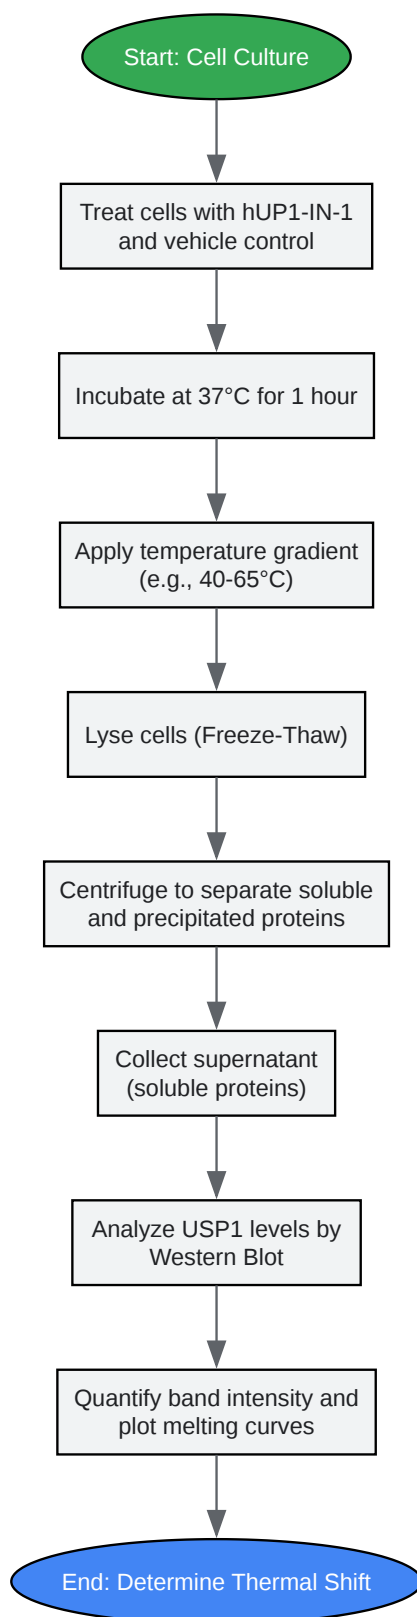 Start: Cell Culture
Treat cells with hUP1-IN-1
and vehicle control
Incubate at 37°C for 1 hour
Apply temperature gradient
(e.g., 40-65°C)
Lyse cells (Freeze-Thaw)
Centrifuge to separate soluble
and precipitated proteins
Collect supernatant
(soluble proteins)
Analyze USP1 levels by
Western Blot
Quantify band intensity and
plot melting curves
End: Determine Thermal Shift